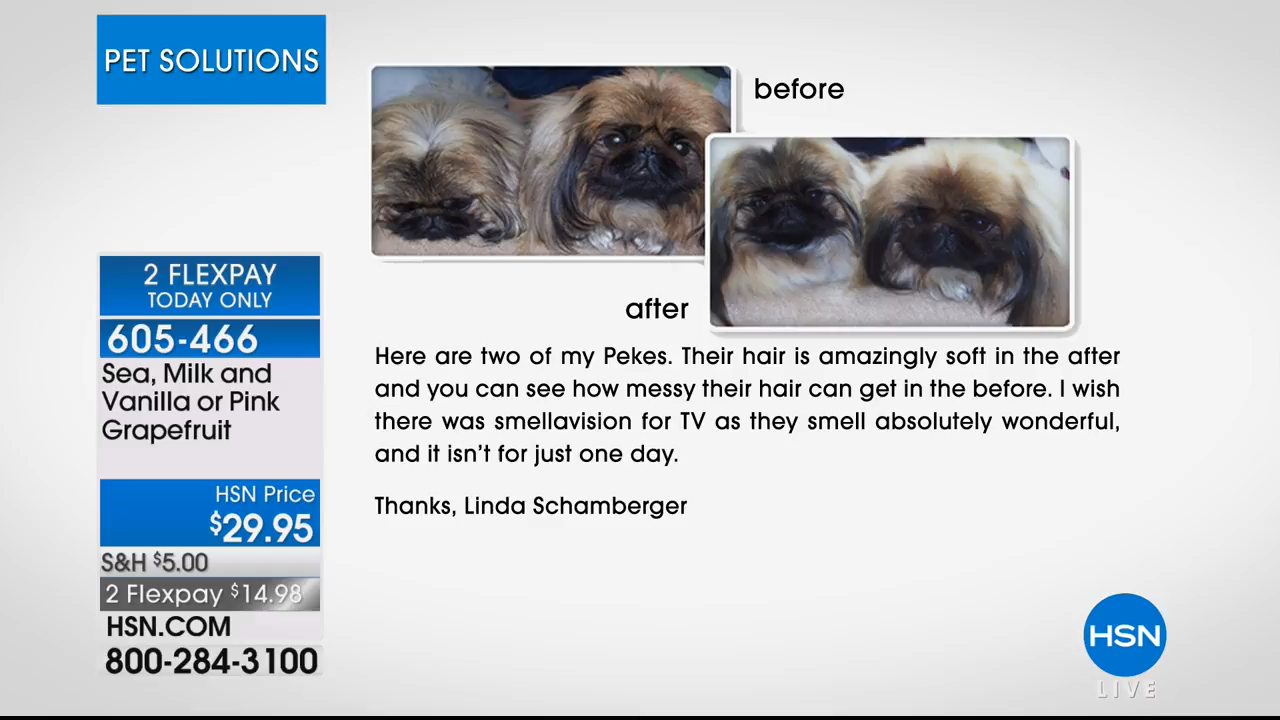 PET SOLUTIONS
before
after
Here are two of my Pekes. Their hair is amazingly soft in the after
and you can see how messy their hair can get in the before. I wish
there was smellavision for TV as they smell absolutely wonderful,
and it isn't for just one day.
Thanks, Linda Schamberger
2 FLEXPAY
TODAY ONLY
605-466
Sea, Milk and
Vanilla or Pink
Grapefruit
HSN Price
$29.95
S&H $5.00
2 Flexpay $14.98
HSN.COM
800-284-3100
HSN
LIVE